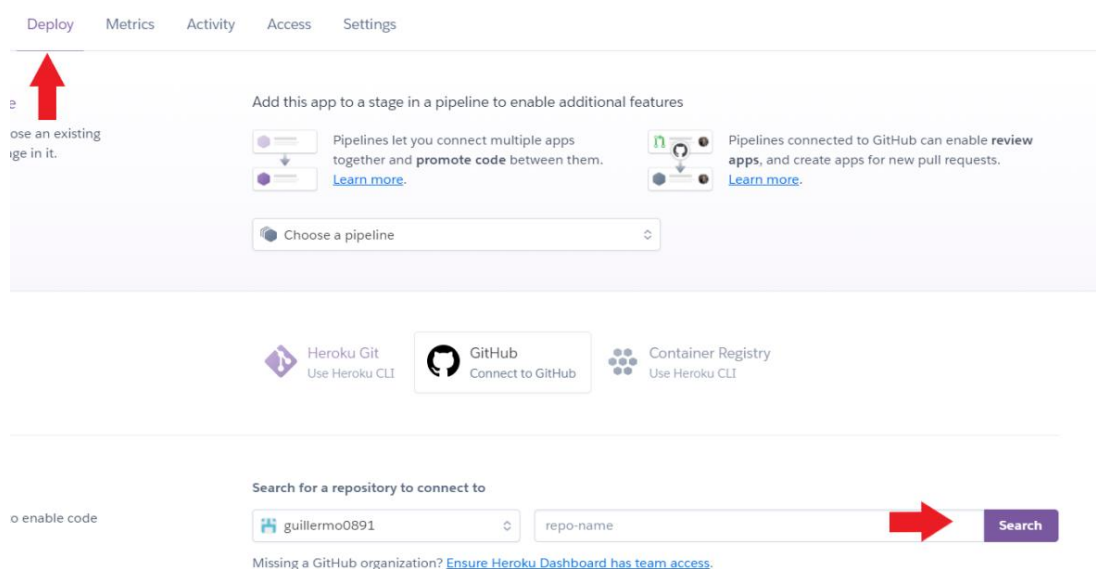 Deploy Metrics Activity Access Settings
Add this app to a stage in a pipeline to enable additional features
ose an existing
ge in it.
Pipelines let you connect multiple apps
together and promote code between them.
Learn more.
Pipelines connected to GitHub can enable review
apps, and create apps for new pull requests.
Learn more.
Choose a pipeline
Heroku Git
Use Heroku CLI
GitHub
Connect to GitHub
Container Registry
Use Heroku CLI
Search for a repository to connect to
o enable code
guillermo0891
repo-name
Search
Missing a GitHub organization? Ensure Heroku Dashboard has team access.